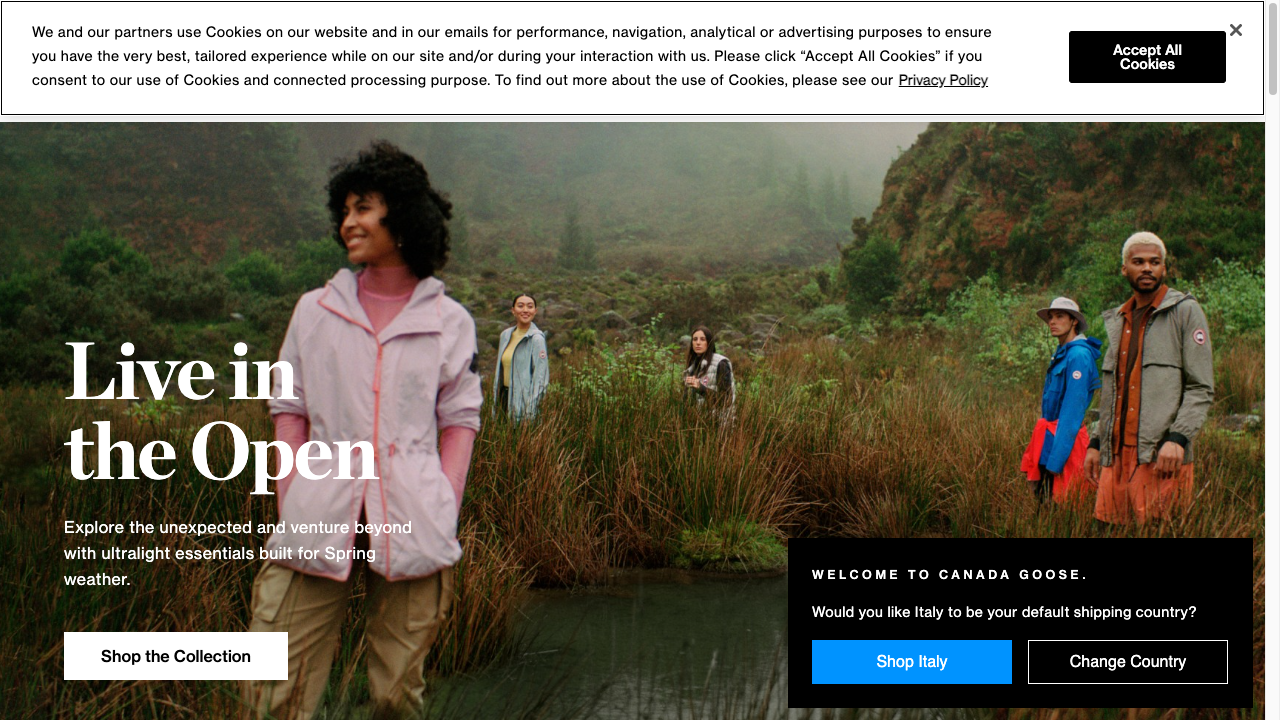 We and our partners use Cookies on our website and in our emails for performance, navigation, analytical or advertising purposes to ensure
you have the very best, tailored experience while on our site and/or during your interaction with us. Please click “Accept All Cookies” if you
consent to our use of Cookies and connected processing purpose. To find out more about the use of Cookies, please see our Privacy Policy
Accept All
Cookies
Live in
the Open
Explore the unexpected and venture beyond
with ultralight essentials built for Spring
weather.
Shop the Collection
WELCOME TO CANADA GOOSE.
Would you like Italy to be your default shipping country?
Shop Italy
Change Country